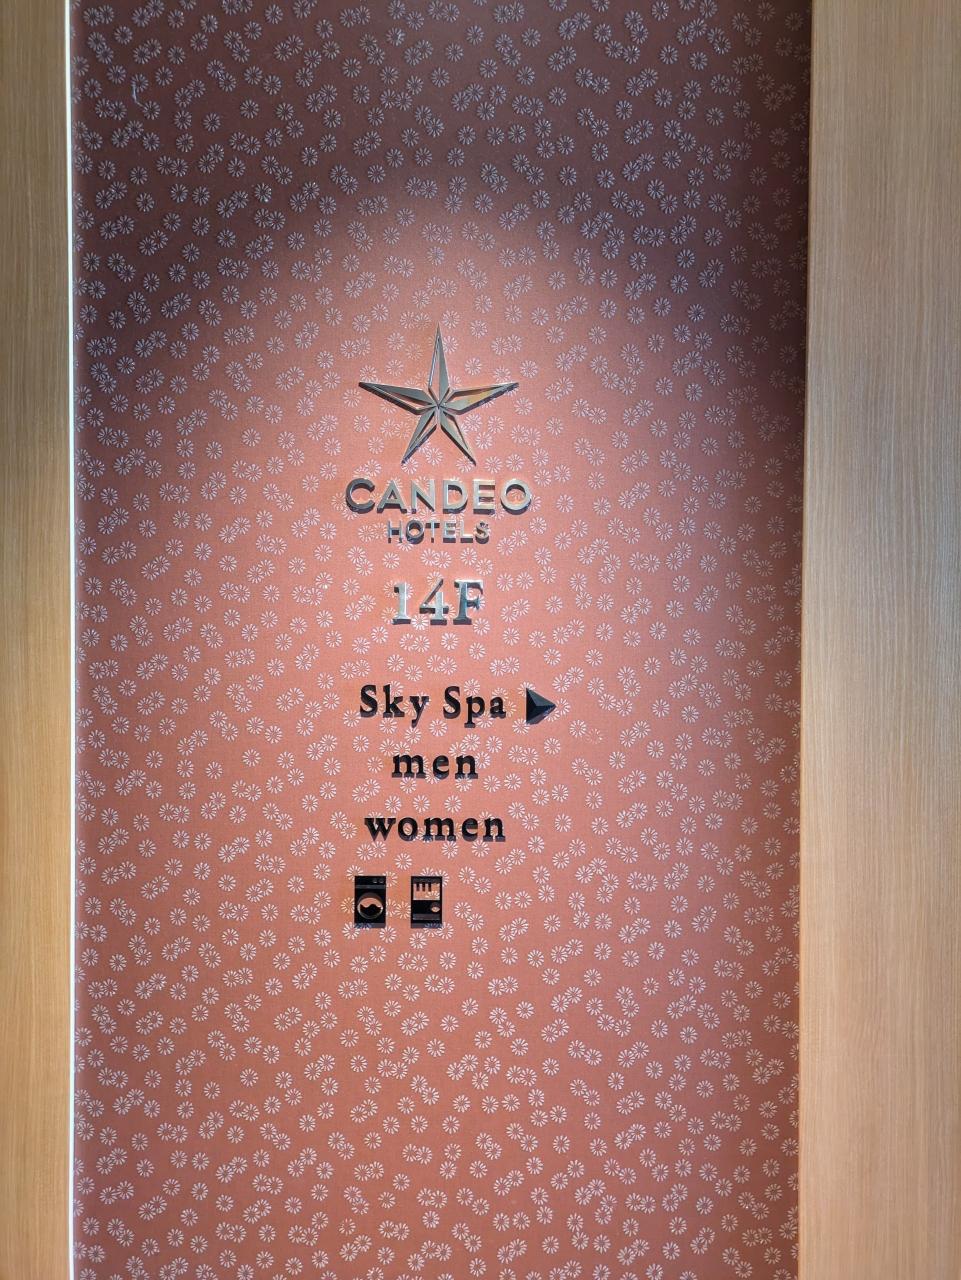 CANDEO
HOTELS
14F
Sky Spa
men
women